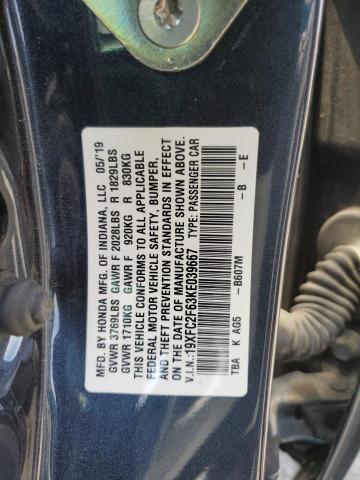 MFD. BY HONDA MFG. OF INDIANA, LLC 05/'19
GVWR 3769LBS GAWR F 2028LBS R 1829LBS
GVWR 1710KG GAWR F 920KG R 830KG
THIS VEHICLE CONFORMS TO ALL APPLICABLE
FEDERAL MOTOR VEHICLE SAFETY, BUMPER,
AND THEFT PREVENTION STANDARDS IN EFFECT
ON THE DATE OF MANUFACTURE SHOWN ABOVE.
V.I.N.: 19XFC2F63KE039667 TYPE: PASSENGER CAR
TBA K AG5 -B607M -B -E